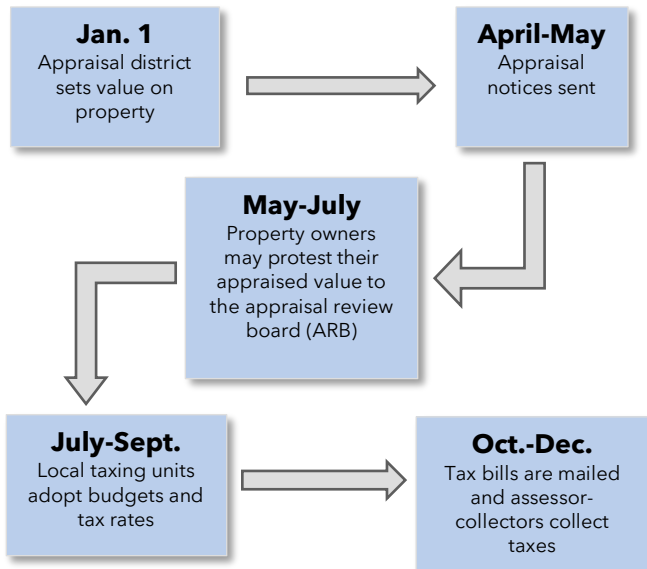 Jan. 1
Appraisal district
sets value on
property
April-May
Appraisal
notices sent
May-July
Property owners
may protest their
appraised value to
the appraisal review
board (ARB)
July-Sept.
Local taxing units
adopt budgets and
tax rates
Oct.-Dec.
Tax bills are mailed
and assessor-
collectors collect
taxes